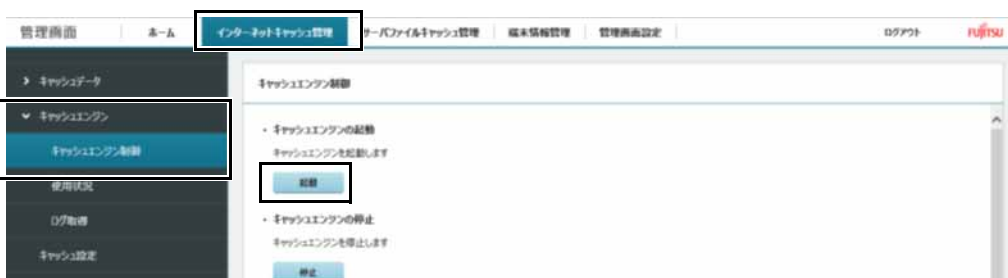 管理画面 ホーム インターネットキャッシュ管理 サーバファイルキャッシュ管理 端末情報管理 管理画面設定 ログアウト FUJITSU
キャッシュデータ
キャッシュエンジン制御
キャッシュエンジン
・ キャッシュエンジンの起動
キャッシュエンジン制御
キャッシュエンジンを起動します
使用状況
起動
ログ取得
・ キャッシュエンジンの停止
キャッシュエンジンを停止します
キャッシュ設定
停止